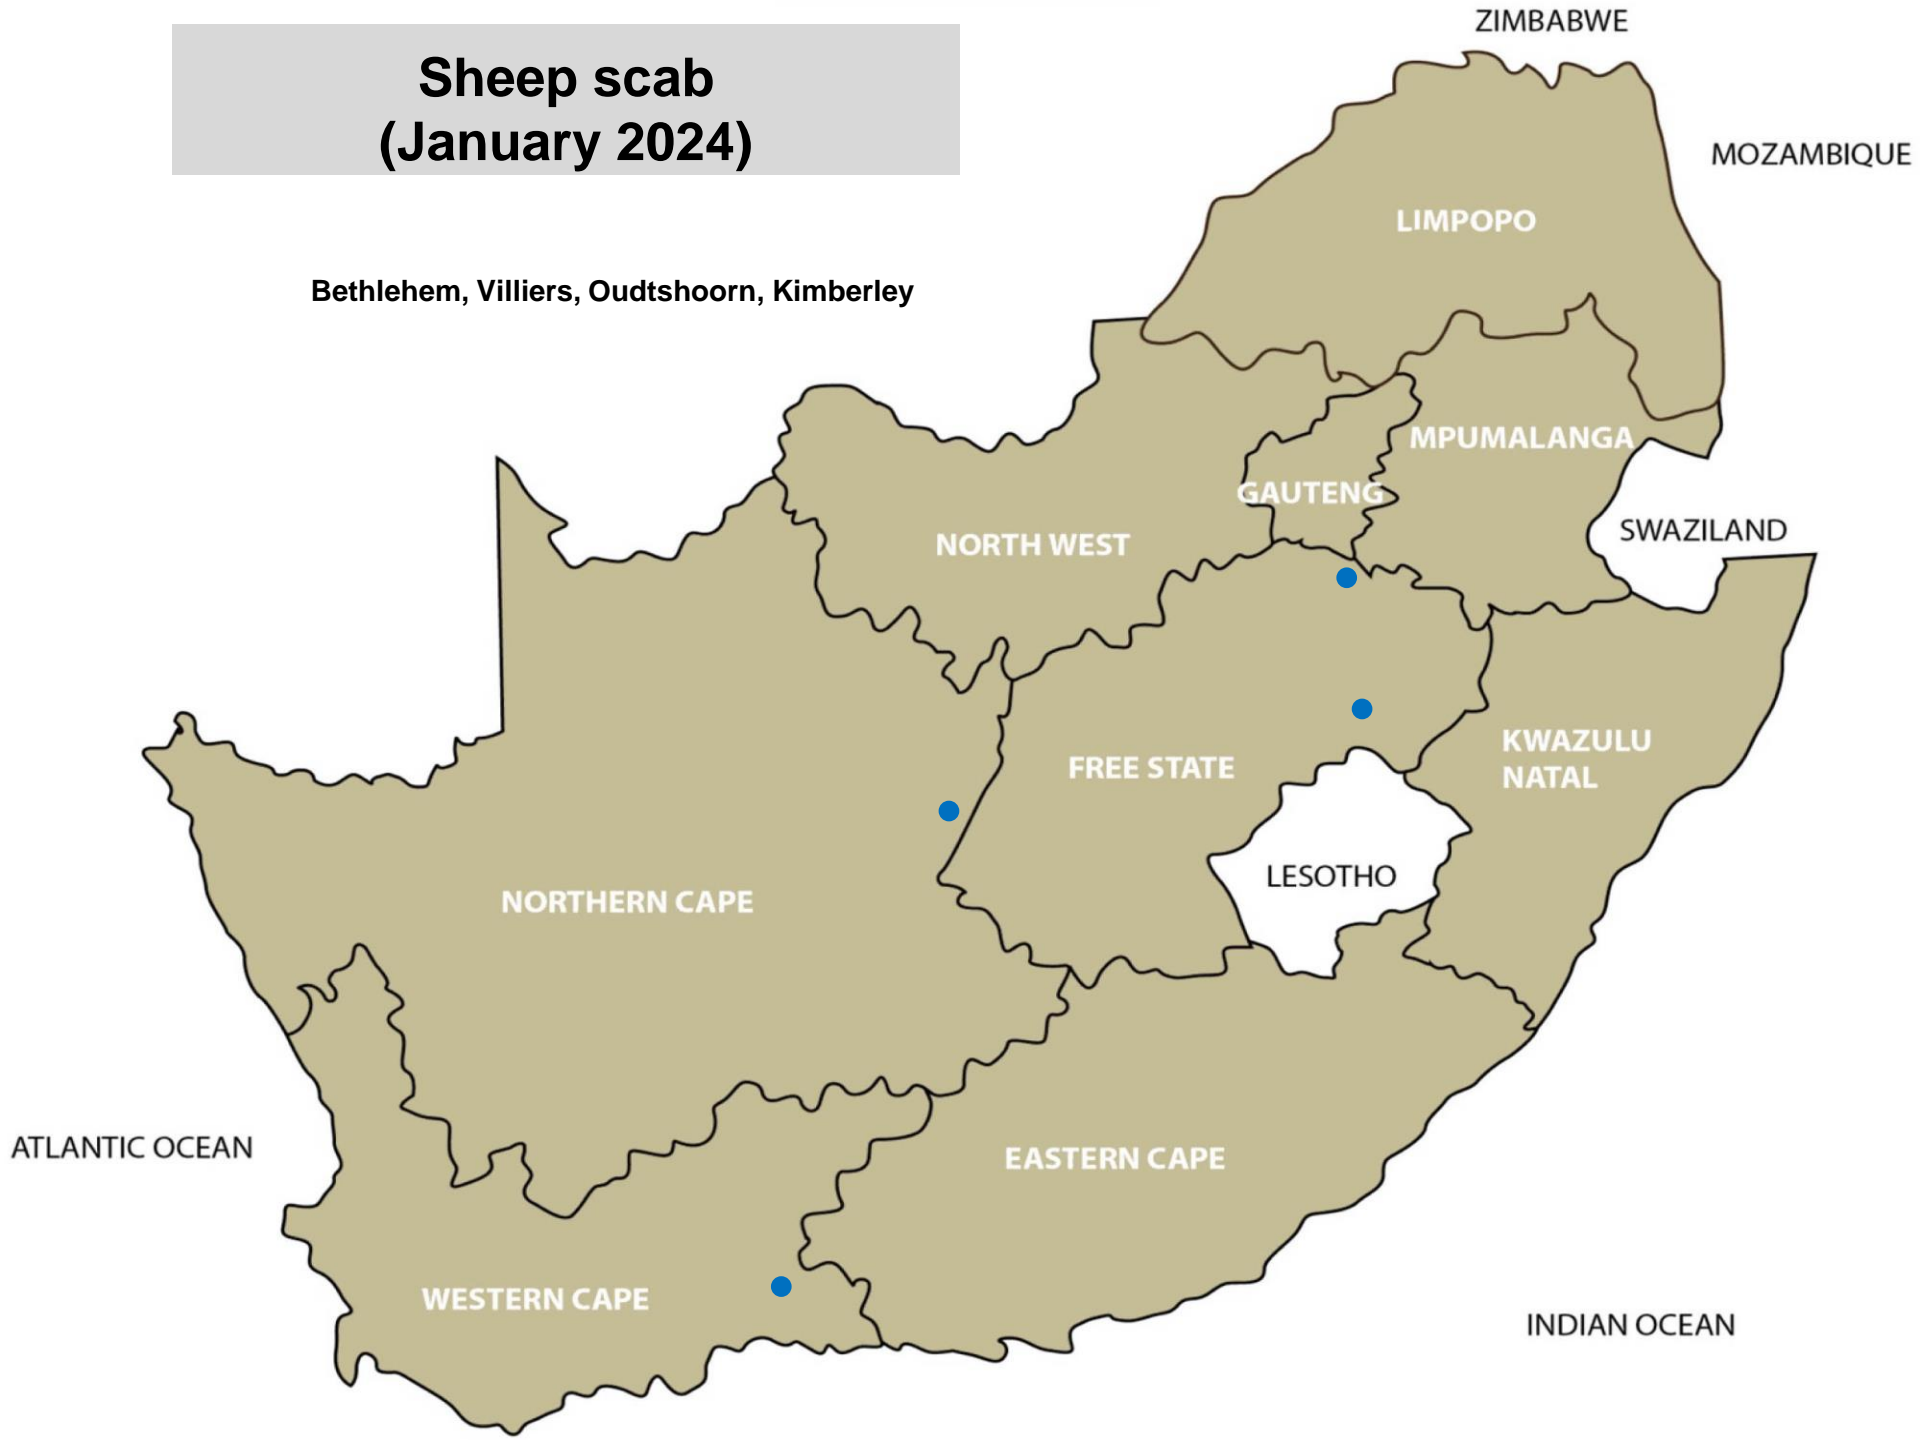 Sheep scab
(January 2024)
Bethlehem, Villiers, Oudtshoorn, Kimberley
ZIMBABWE
MOZAMBIQUE
LIMPOPO
MPUMALANGA
GAUTENG
SWAZILAND
NORTH WEST
KWAZULU
NATAL
FREE STATE
LESOTHO
NORTHERN CAPE
ATLANTIC OCEAN
EASTERN CAPE
WESTERN CAPE
INDIAN OCEAN